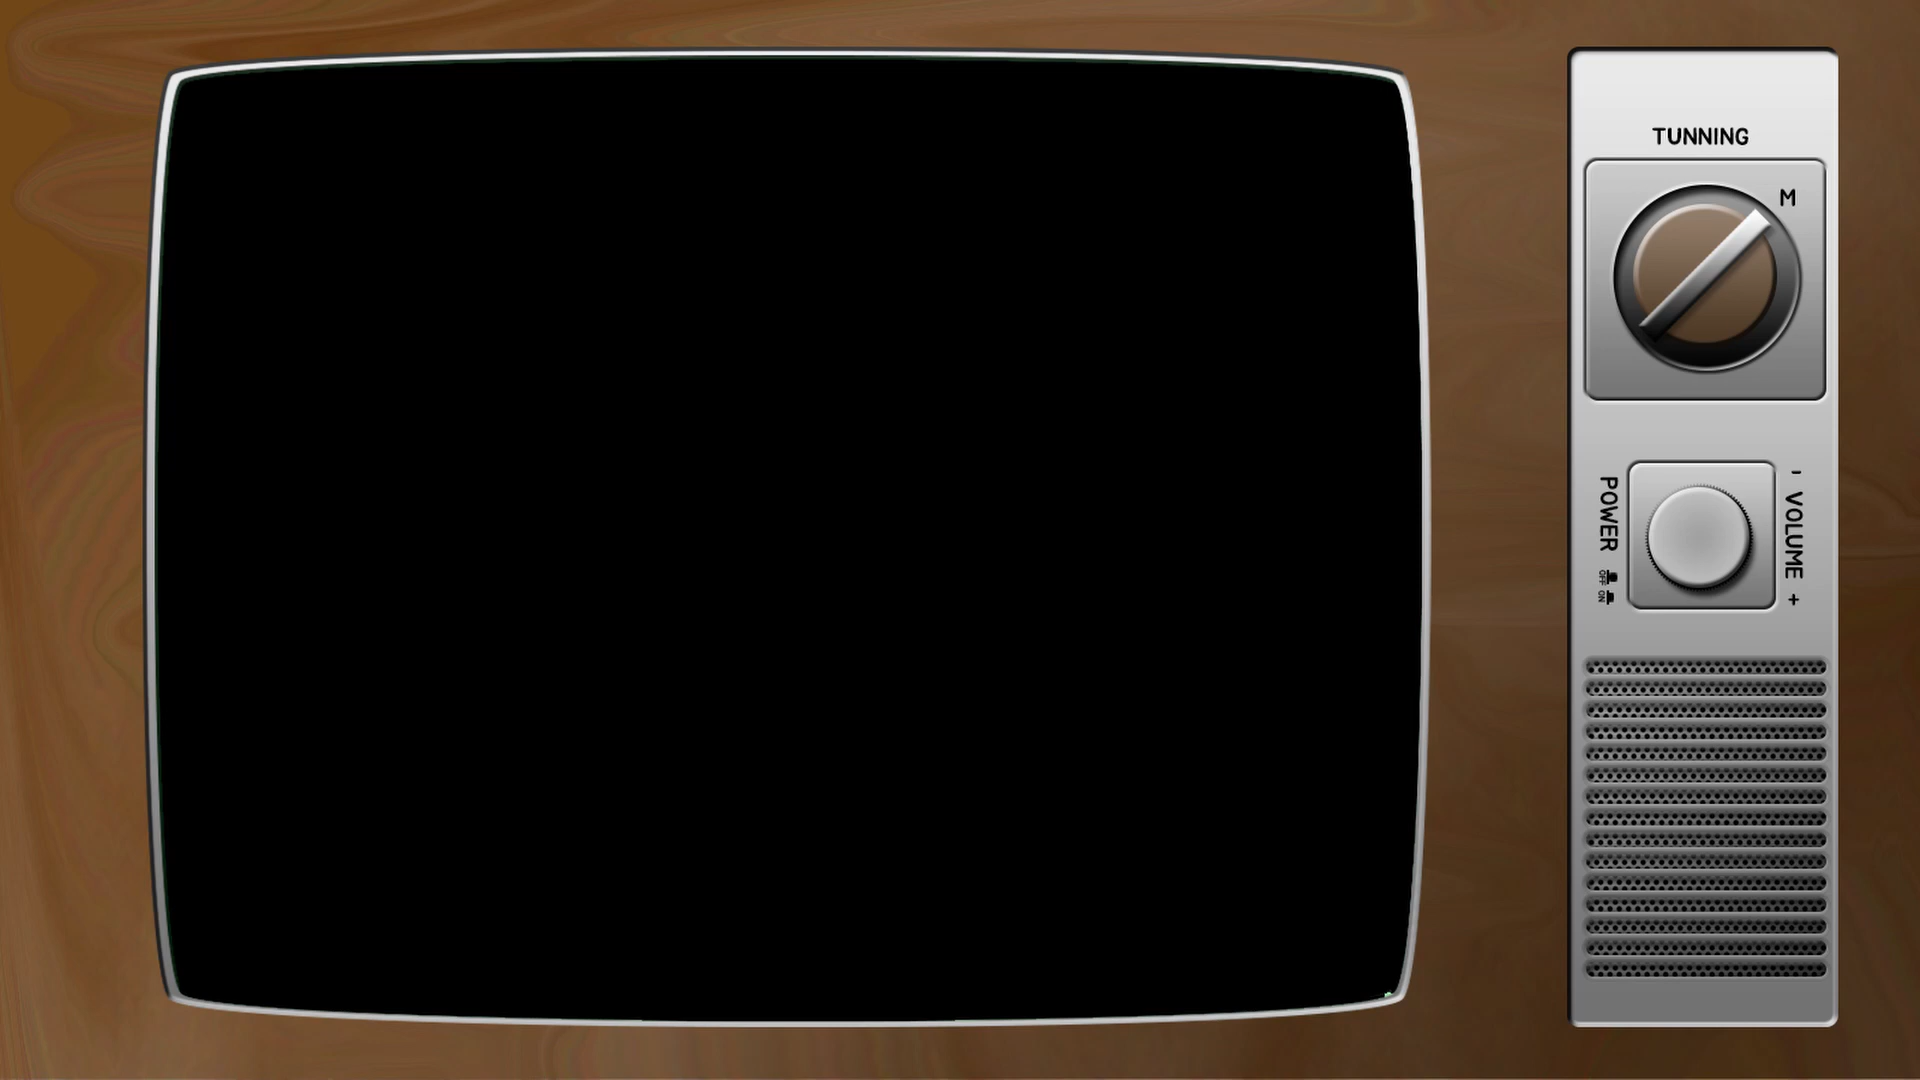 TUNNING
M
POWER
OFF ON
- VOLUME +